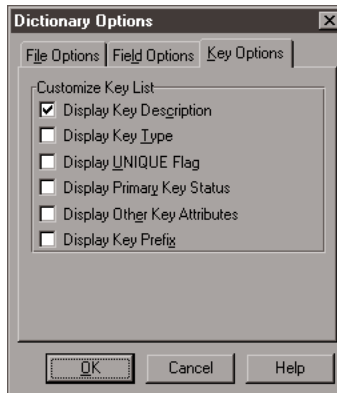 Dictionary Options
File Options Field Options Key Options
Customize Key List
Display Key Description
Display Key Type
Display UNIQUE Flag
Display Primary Key Status
Display Other Key Attributes
Display Key Prefix
OK Cancel Help